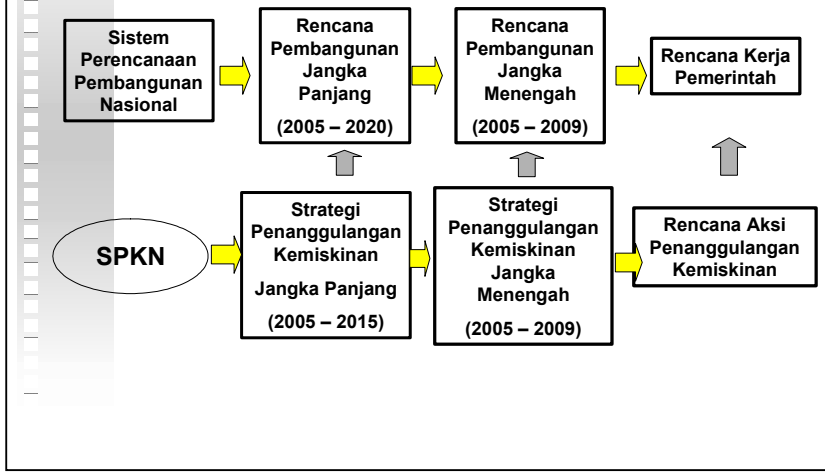 Sistem
Perencanaan
Pembangunan
Nasional
Rencana
Pembangunan
Jangka
Panjang
(2005 – 2020)
Rencana
Pembangunan
Jangka
Menengah
(2005 – 2009)
Rencana Kerja
Pemerintah
SPKN
Strategi
Penanggulangan
Kemiskinan
Jangka Panjang
(2005 – 2015)
Strategi
Penanggulangan
Kemiskinan
Jangka
Menengah
(2005 – 2009)
Rencana Aksi
Penanggulangan
Kemiskinan